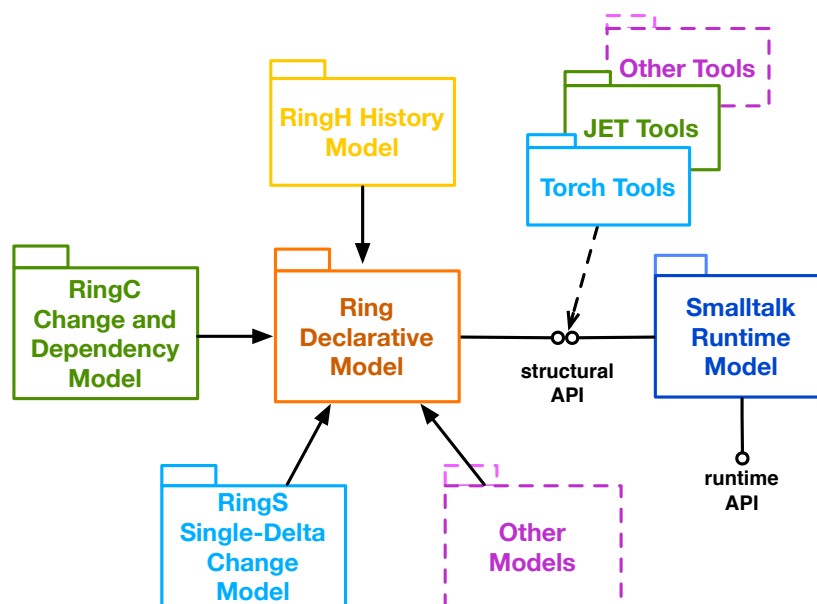 Other Tools
JET Tools
Torch Tools
RingH History
Model
RingC
Change and
Dependency
Model
Ring
Declarative
Model
structural
API
Smalltalk
Runtime
Model
runtime
API
RingS
Single-Delta
Change
Model
Other
Models